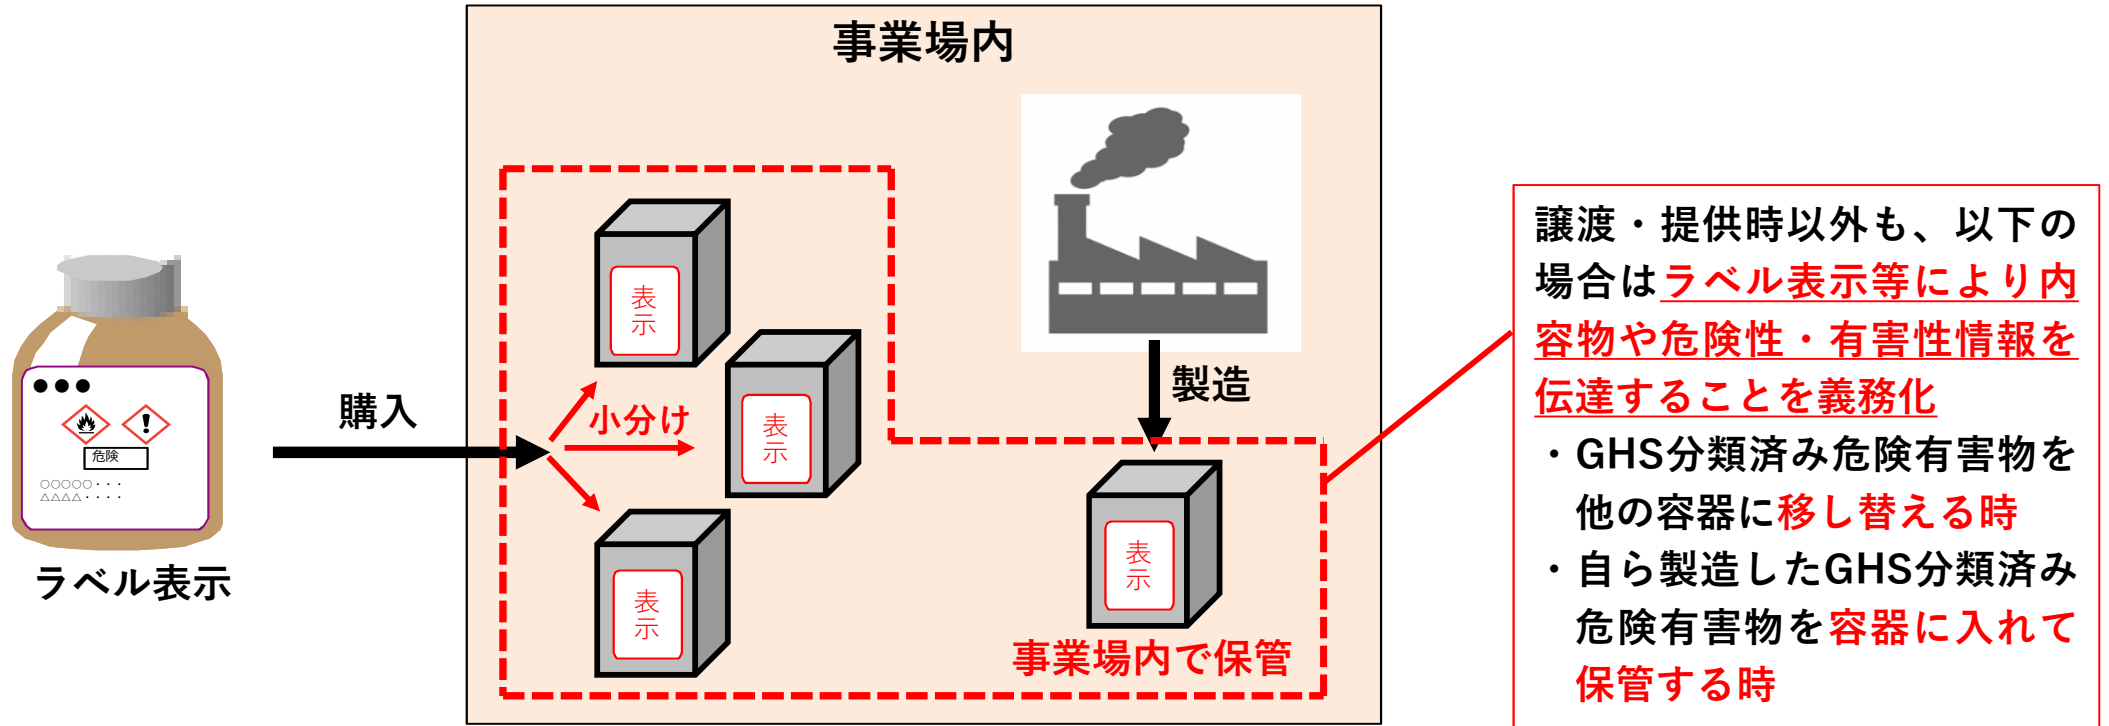 事業場内
●●●
危険
○○○○○・・・
△△△△・・・・
ラベル表示
購入
小分け
表示
表示
表示
製造
表示
事業場内で保管
譲渡・提供時以外も、以下の
場合はラベル表示等により内
容物や危険性・有害性情報を
伝達することを義務化
・GHS分類済み危険有害物を
他の容器に移し替える時
・自ら製造したGHS分類済み
危険有害物を容器に入れて
保管する時